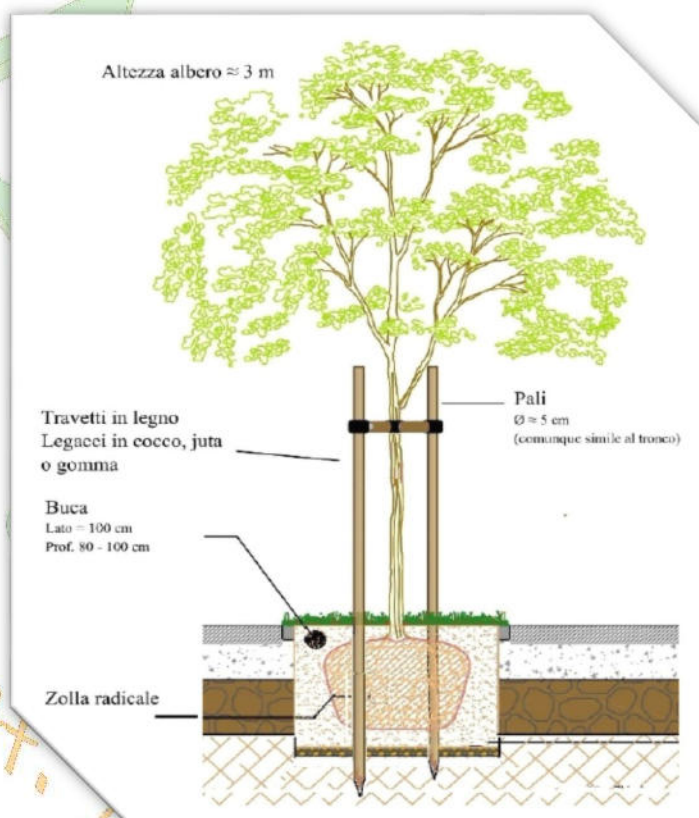 Altezza albero ≈ 3 m
Pali
Ø ≈ 5 cm
(comunque simile al tronco)
Travetti in legno
Legacci in cocco, juta
o gomma
Buca
Lato = 100 cm
Prof. 80 - 100 cm
Zolla radicale